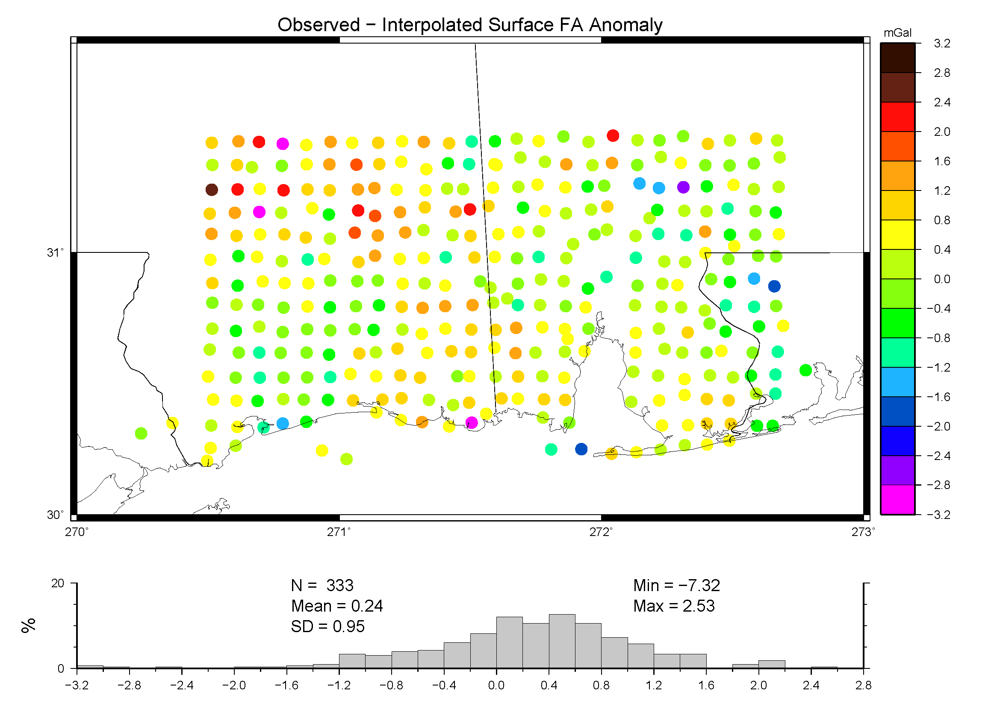 Observed − Interpolated Surface FA Anomaly
mGal
3.2
2.8
2.4
2.0
1.6
1.2
0.8
0.4
0.0
−0.4
−0.8
−1.2
−1.6
−2.0
−2.4
−2.8
−3.2
31°
30°
270° 271° 272° 273°
N = 333
Mean = 0.24
SD = 0.95
Min = −7.32
Max = 2.53
%
20
0
−3.2 −2.8 −2.4 −2.0 −1.6 −1.2 −0.8 −0.4 0.0 0.4 0.8 1.2 1.6 2.0 2.4 2.8